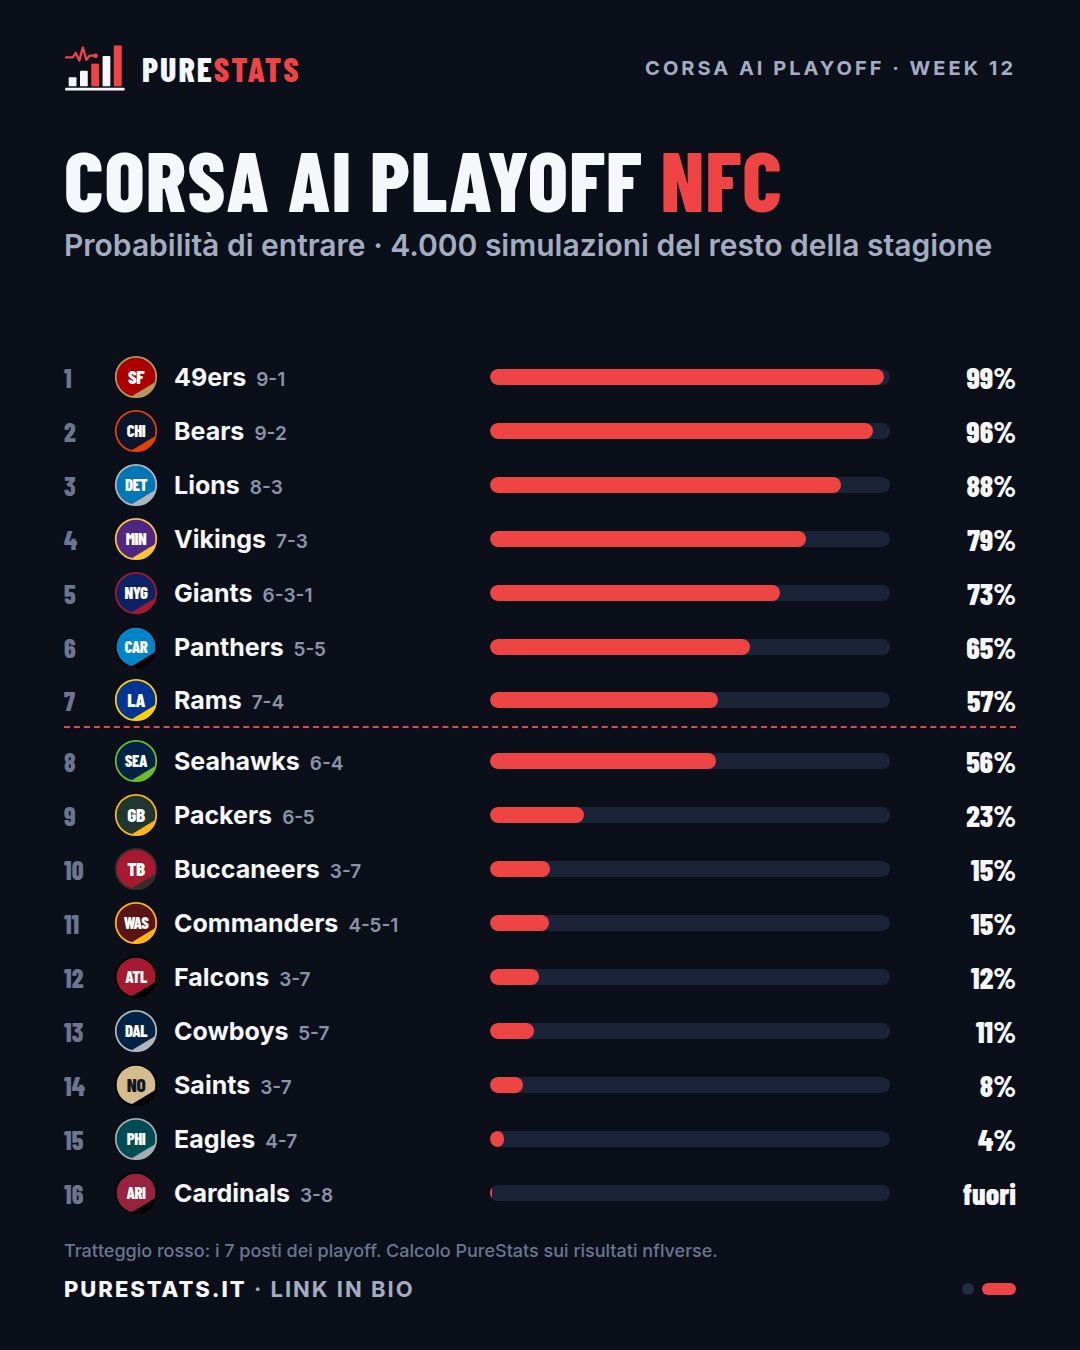 PURESTATS
CORSA AI PLAYOFF · WEEK 12
CORSA AI PLAYOFF NFC
Probabilità di entrare · 4.000 simulazioni del resto della stagione
1 SF 49ers 9-1 99%
2 CHI Bears 9-2 96%
3 DET Lions 8-3 88%
4 MIN Vikings 7-3 79%
5 NYG Giants 6-3-1 73%
6 CAR Panthers 5-5 65%
7 LA Rams 7-4 57%
8 SEA Seahawks 6-4 56%
9 GB Packers 6-5 23%
10 TB Buccaneers 3-7 15%
11 WAS Commanders 4-5-1 15%
12 ATL Falcons 3-7 12%
13 DAL Cowboys 5-7 11%
14 NO Saints 3-7 8%
15 PHI Eagles 4-7 4%
16 ARI Cardinals 3-8 fuori
Tratteggio rosso: i 7 posti dei playoff. Calcolo PureStats sui risultati nflverse.
PURESTATS.IT · LINK IN BIO